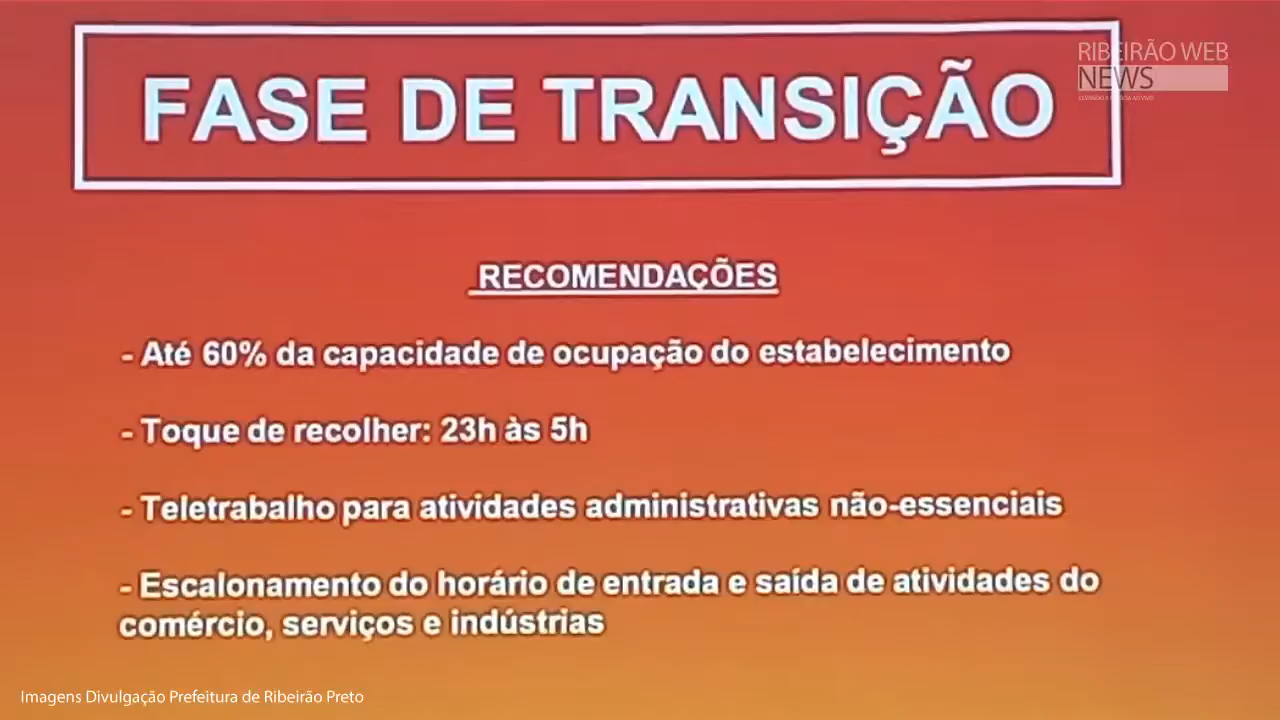 RIBEIRÃO WEB
NEWS
FASE DE TRANSIÇÃO
RECOMENDAÇÕES
- Até 60% da capacidade de ocupação do estabelecimento
- Toque de recolher: 23h às 5h
- Teletrabalho para atividades administrativas não-essenciais
- Escalonamento do horário de entrada e saída de atividades do
comércio, serviços e indústrias
Imagens Divulgação Prefeitura de Ribeirão Preto